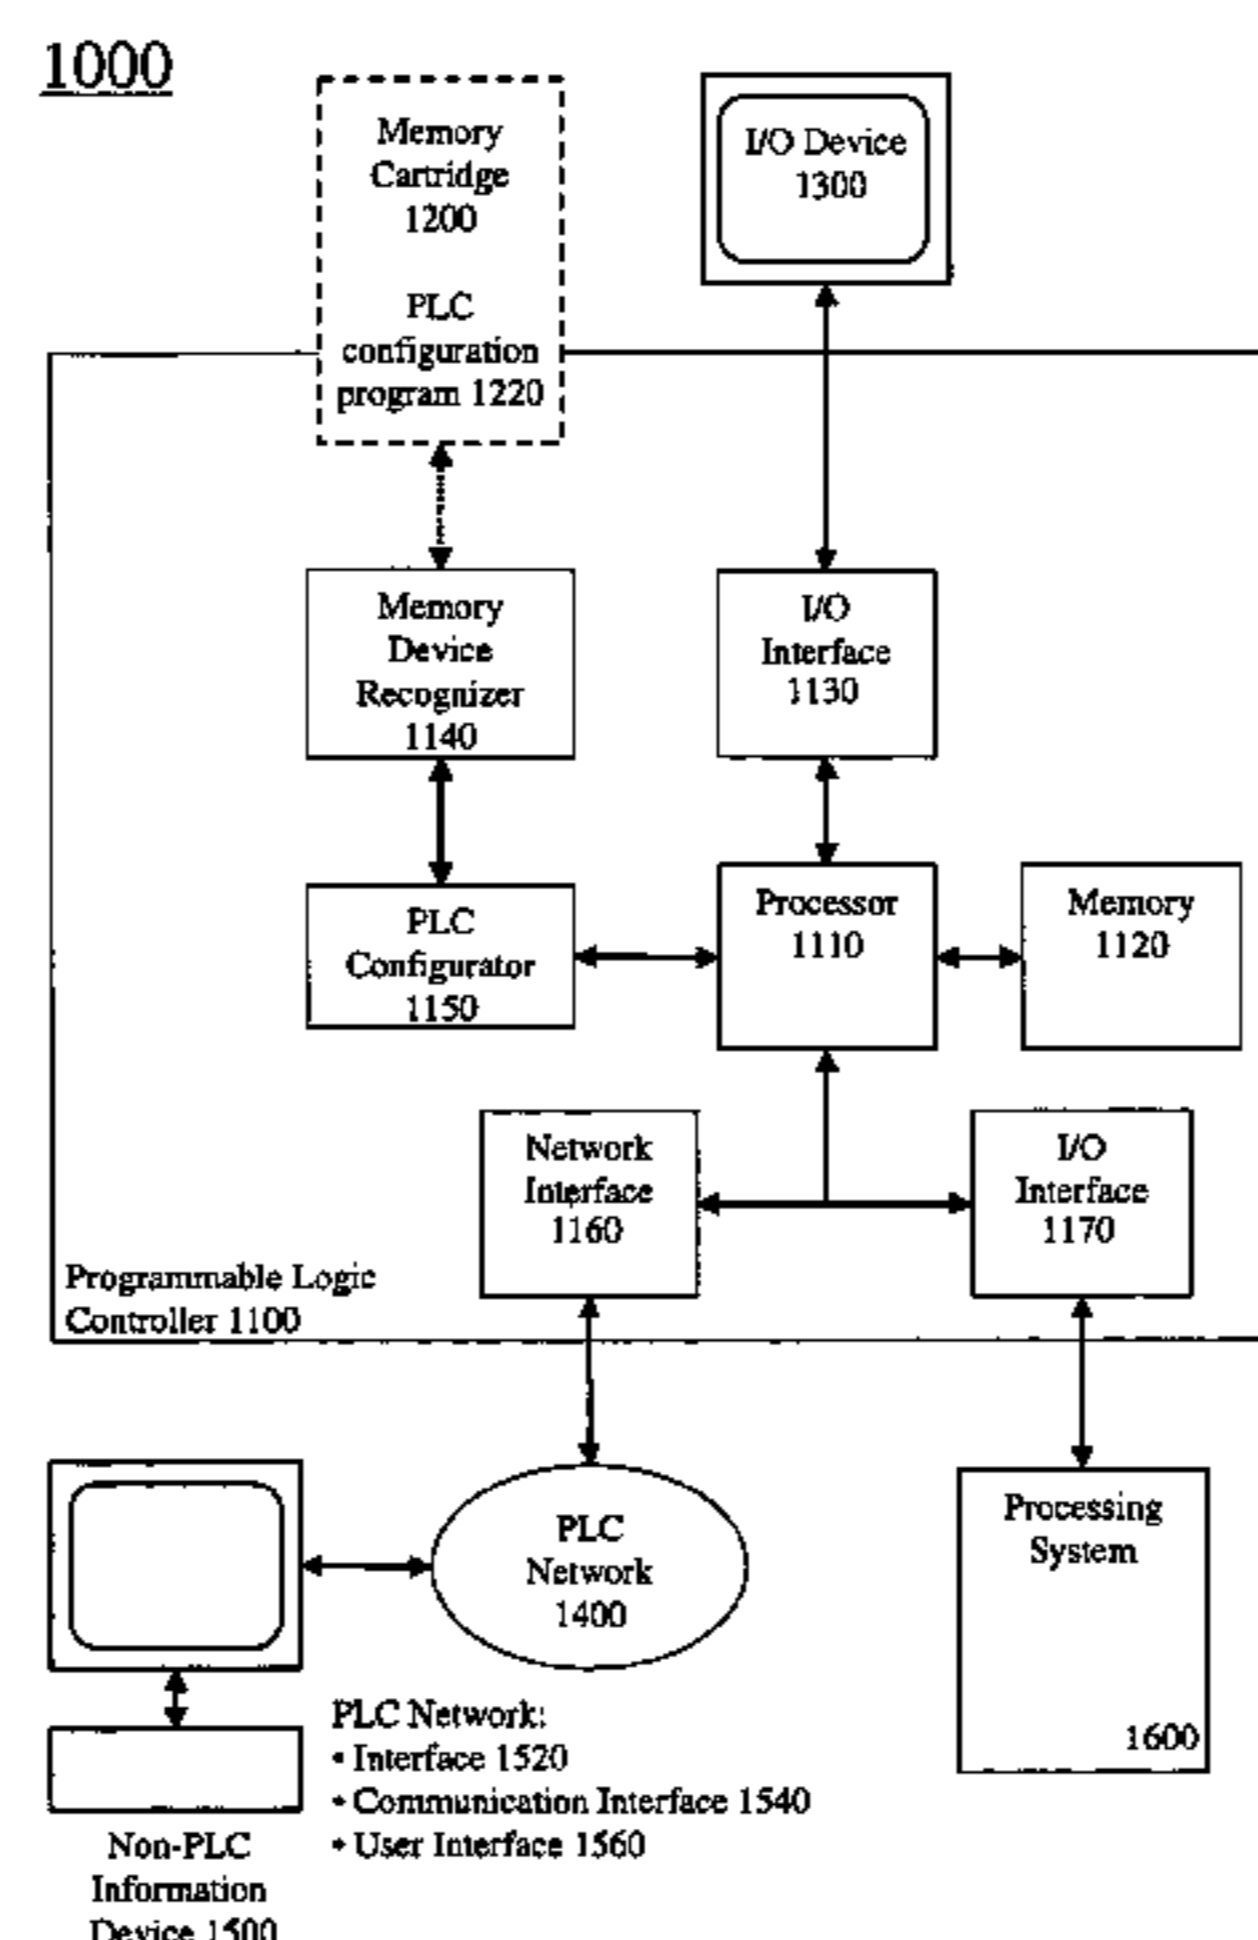 1000
Memory
Cartridge
1200
PLC
configuration
program 1220
I/O Device
1300
Memory
Device
Recognizer
1140
I/O
Interface
1130
PLC
Configurator
1150
Processor
1110
Memory
1120
Network
Interface
1160
I/O
Interface
1170
Programmable Logic
Controller 1100
PLC
Network
1400
Processing
System
1600
PLC Network:
• Interface 1520
• Communication Interface 1540
• User Interface 1560
Non-PLC
Information
Device 1500